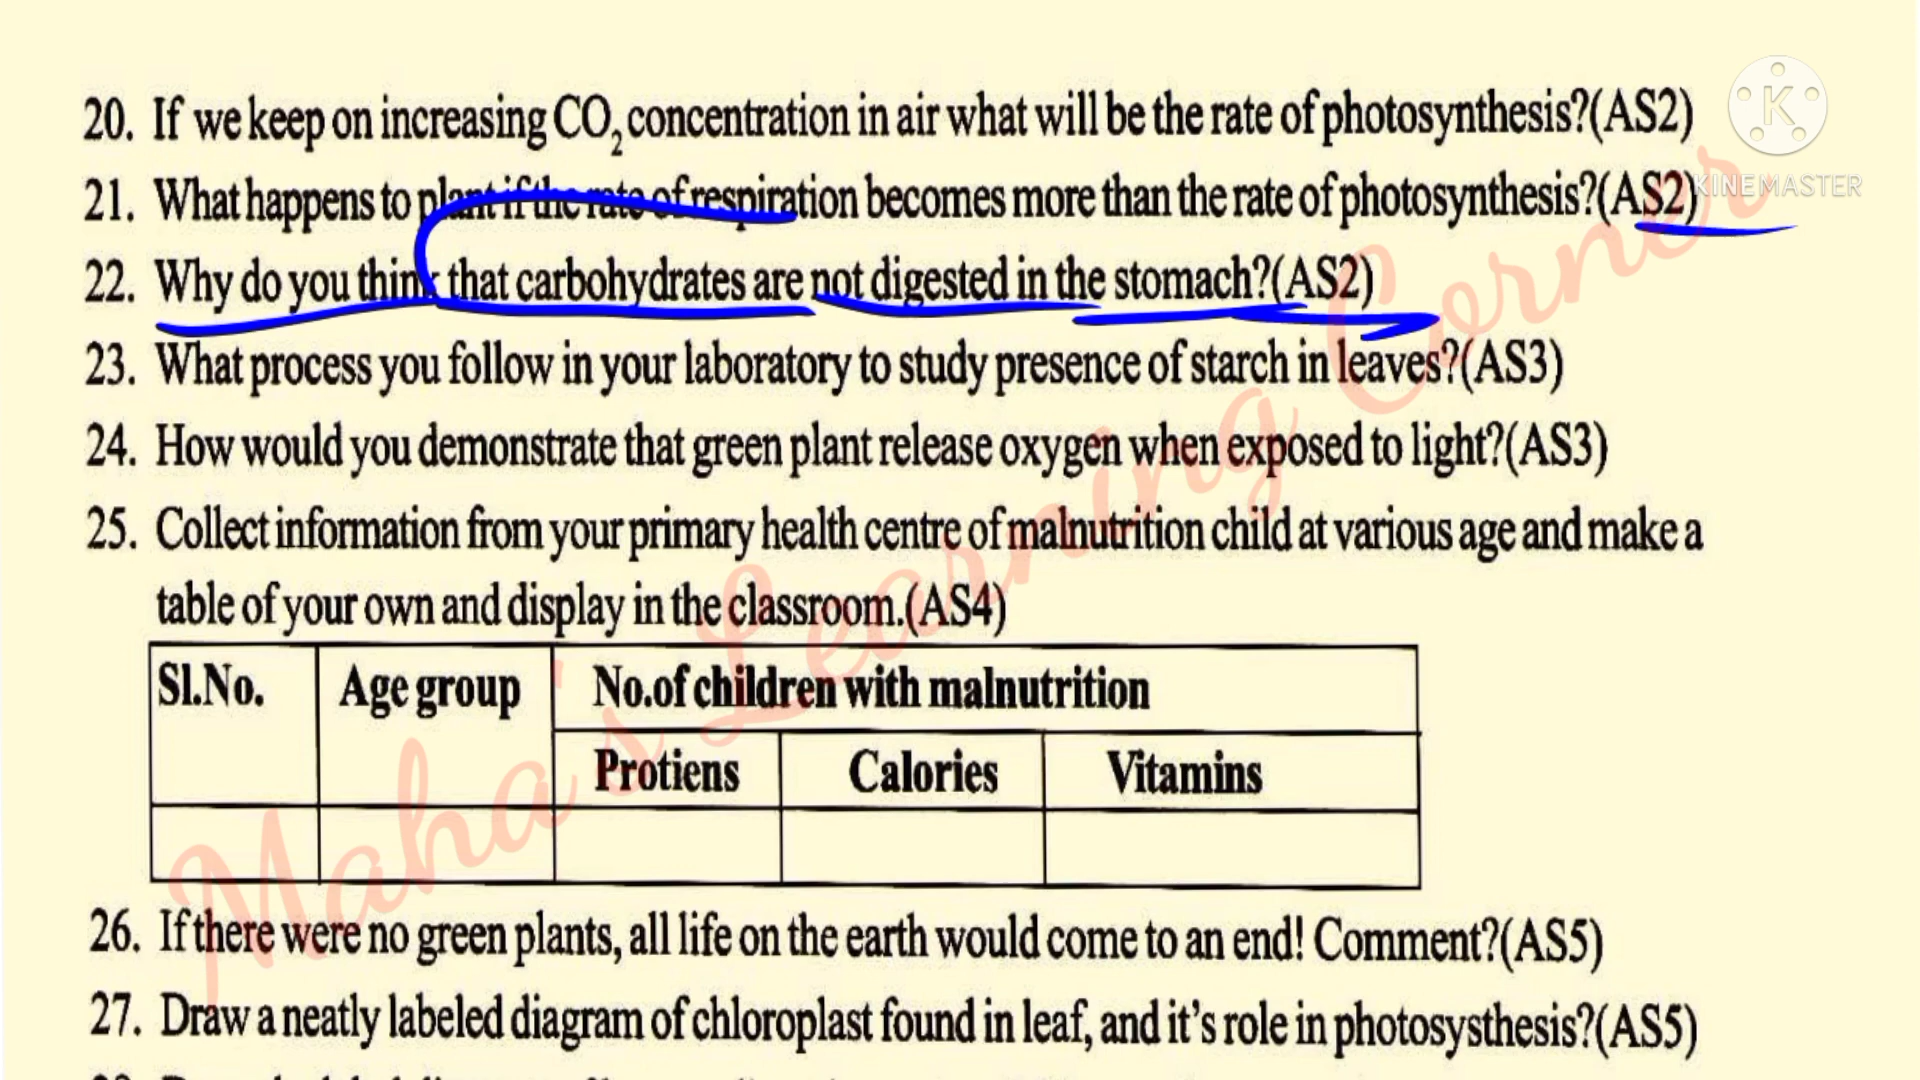 20. If we keep on increasing CO₂ concentration in air what will be the rate of photosynthesis?(AS2)
K
KINEMASTER
21. What happens to plant if the rate of respiration becomes more than the rate of photosynthesis?(AS2)
22. Why do you think that carbohydrates are not digested in the stomach?(AS2)
23. What process you follow in your laboratory to study presence of starch in leaves?(AS3)
24. How would you demonstrate that green plant release oxygen when exposed to light?(AS3)
25. Collect information from your primary health centre of malnutrition child at various age and make a
table of your own and display in the classroom.(AS4)
Sl.No. Age group No.of children with malnutrition
Protiens Calories Vitamins
26. If there were no green plants, all life on the earth would come to an end! Comment?(AS5)
27. Draw a neatly labeled diagram of chloroplast found in leaf, and it's role in photosysthesis?(AS5)
Maha's Learning Corner